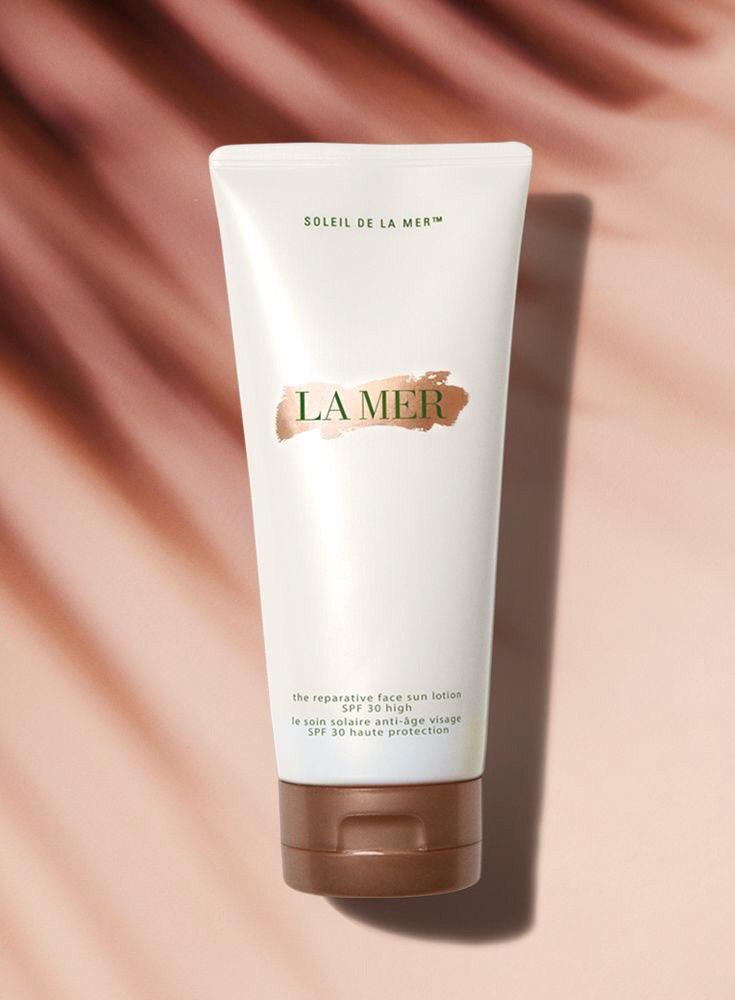 SOLEIL DE LA MER™
LA MER
the reparative face sun lotion
SPF 30 high
le soin solaire anti-âge visage
SPF 30 haute protection